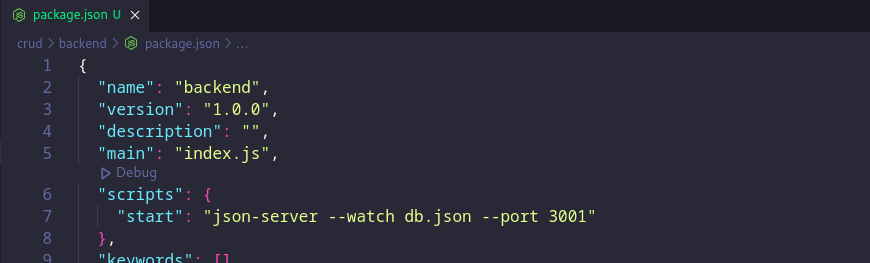 package.json U
crud > backend > package.json > ...
1 {
2 "name": "backend",
3 "version": "1.0.0",
4 "description": "",
5 "main": "index.js",
Debug
6 "scripts": {
7 "start": "json-server --watch db.json --port 3001"
8 },
9 "keywords": [],